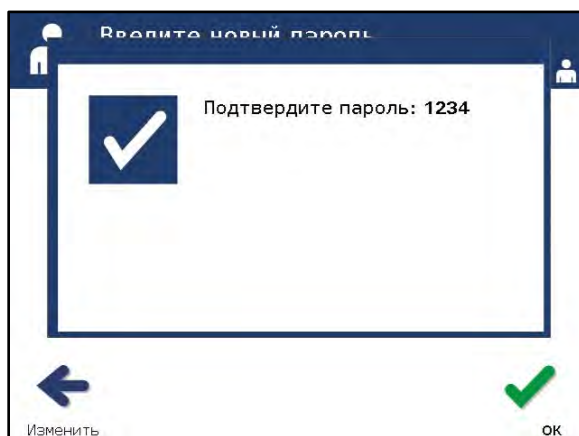 Введите новый пароль
Подтвердите пароль: 1234
Изменить
ОК